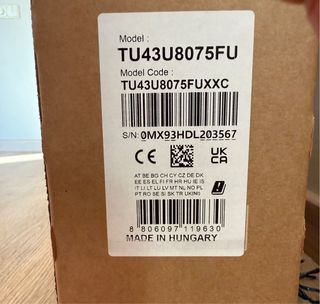 Model :
TU43U8075FU
Model Code :
TU43U8075FUXXC
S/N: 0MX93HDL203567
CE
UK
CA
AT BE BG CH CY CZ DE DK
EE ES EL FI FR HR HU IE IS
IT LI LT LU LV MT NL NO PL
PT RO SE SI SK TR UK(NI)
8 806097 119630
MADE IN HUNGARY